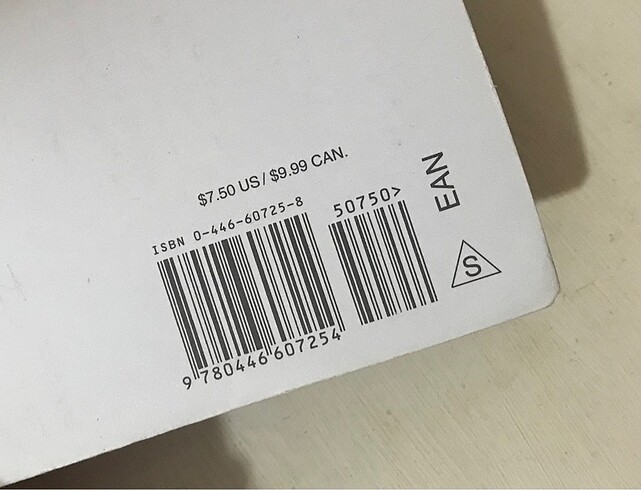 $7.50 US / $9.99 CAN.
ISBN 0-446-60725-8
50750>
9 780446 607254
EAN
S